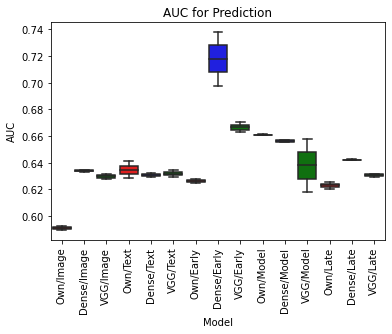 AUC for Prediction
AUC
0.74
0.72
0.70
0.68
0.66
0.64
0.62
0.60
Own/Image
Dense/Image
VGG/Image
Own/Text
Dense/Text
VGG/Text
Own/Early
Dense/Early
VGG/Early
Own/Model
Dense/Model
VGG/Model
Own/Late
Dense/Late
VGG/Late
Model